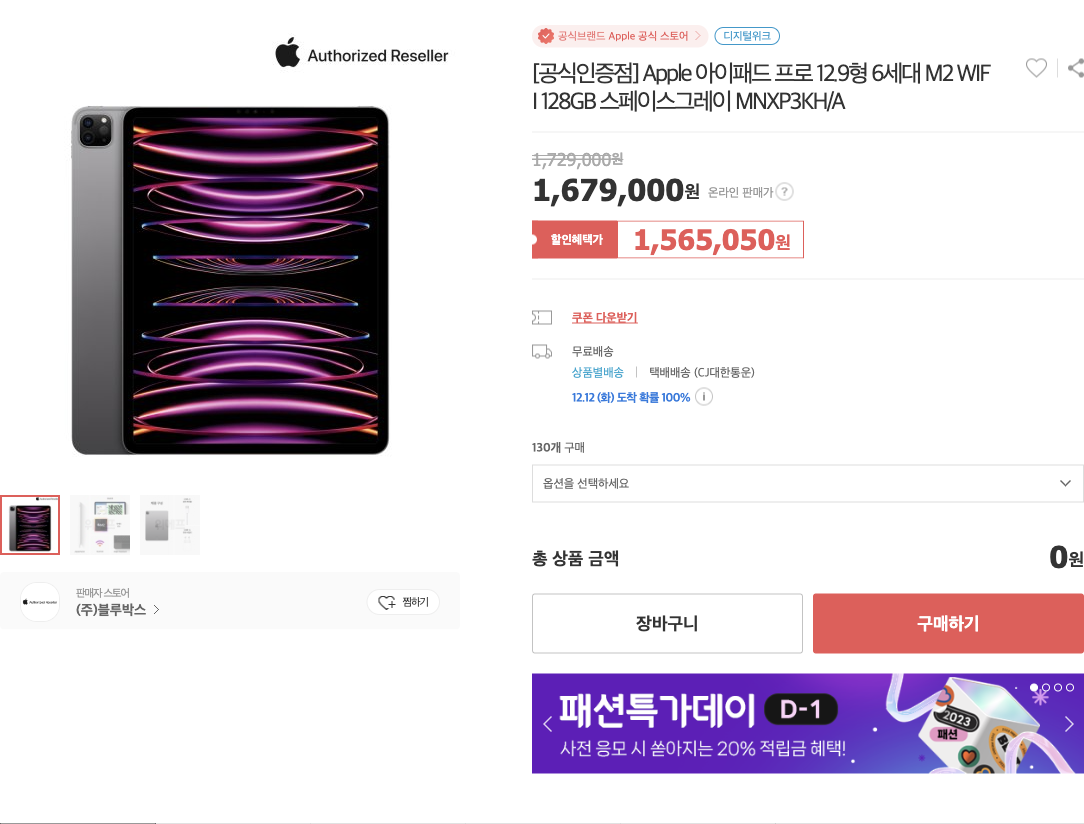 Authorized Reseller
공식브랜드 Apple 공식 스토어
디지털위크
[공식인증점] Apple 아이패드 프로 12.9형 6세대 M2 WIF
I 128GB 스페이스그레이 MNXP3KH/A
1,729,000원
1,679,000원 온라인 판매가 ?
할인혜택가 1,565,050원
쿠폰 다운받기
무료배송
상품별배송 | 택배배송 (CJ대한통운)
12.12 (화) 도착 확률 100% i
130개 구매
옵션을 선택하세요
총 상품 금액 0원
장바구니 구매하기
판매자 스토어
(주)블루박스
찜하기
패션특가데이 D-1
사전 응모 시 쏟아지는 20% 적립금 혜택!
2023
패션